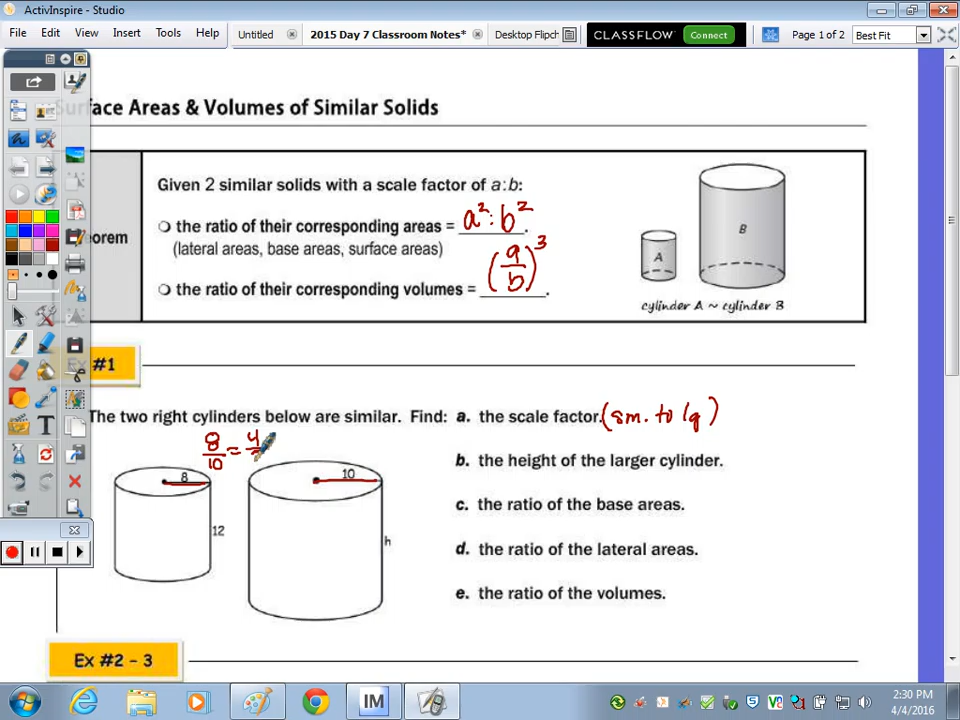 ActivInspire - Studio
File Edit View Insert Tools Help Untitled 2015 Day 7 Classroom Notes* Desktop Flipch CLASSFLOW Connect Page 1 of 2 Best Fit
Surface Areas & Volumes of Similar Solids
Given 2 similar solids with a scale factor of a:b:
the ratio of their corresponding areas = a²:b².
(lateral areas, base areas, surface areas)
eorem
the ratio of their corresponding volumes = (a/b)³.
A
B
cylinder A ~ cylinder B
Ex #1
The two right cylinders below are similar. Find: a. the scale factor. (sm. to lg)
8/10 = 4/
b. the height of the larger cylinder.
8
10
c. the ratio of the base areas.
12
h
d. the ratio of the lateral areas.
e. the ratio of the volumes.
Ex #2 – 3
IM
2:30 PM
4/4/2016